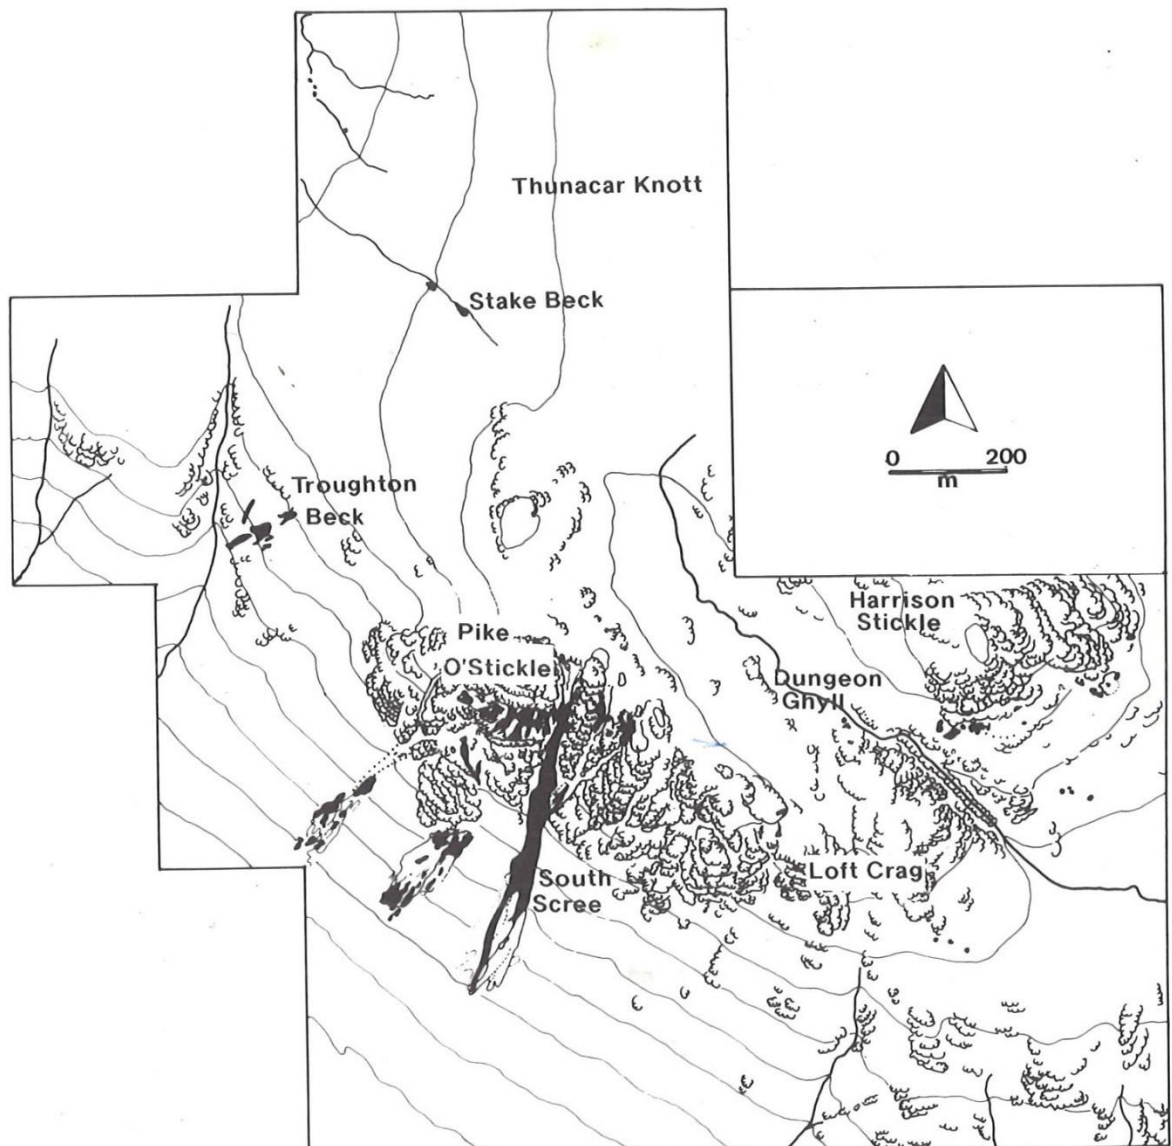 Thunacar Knott
Stake Beck
0 200
m
Troughton
Beck
Harrison
Stickle
Pike
O'Stickle
Dungeon
Ghyll
Loft Crag
South
Scree